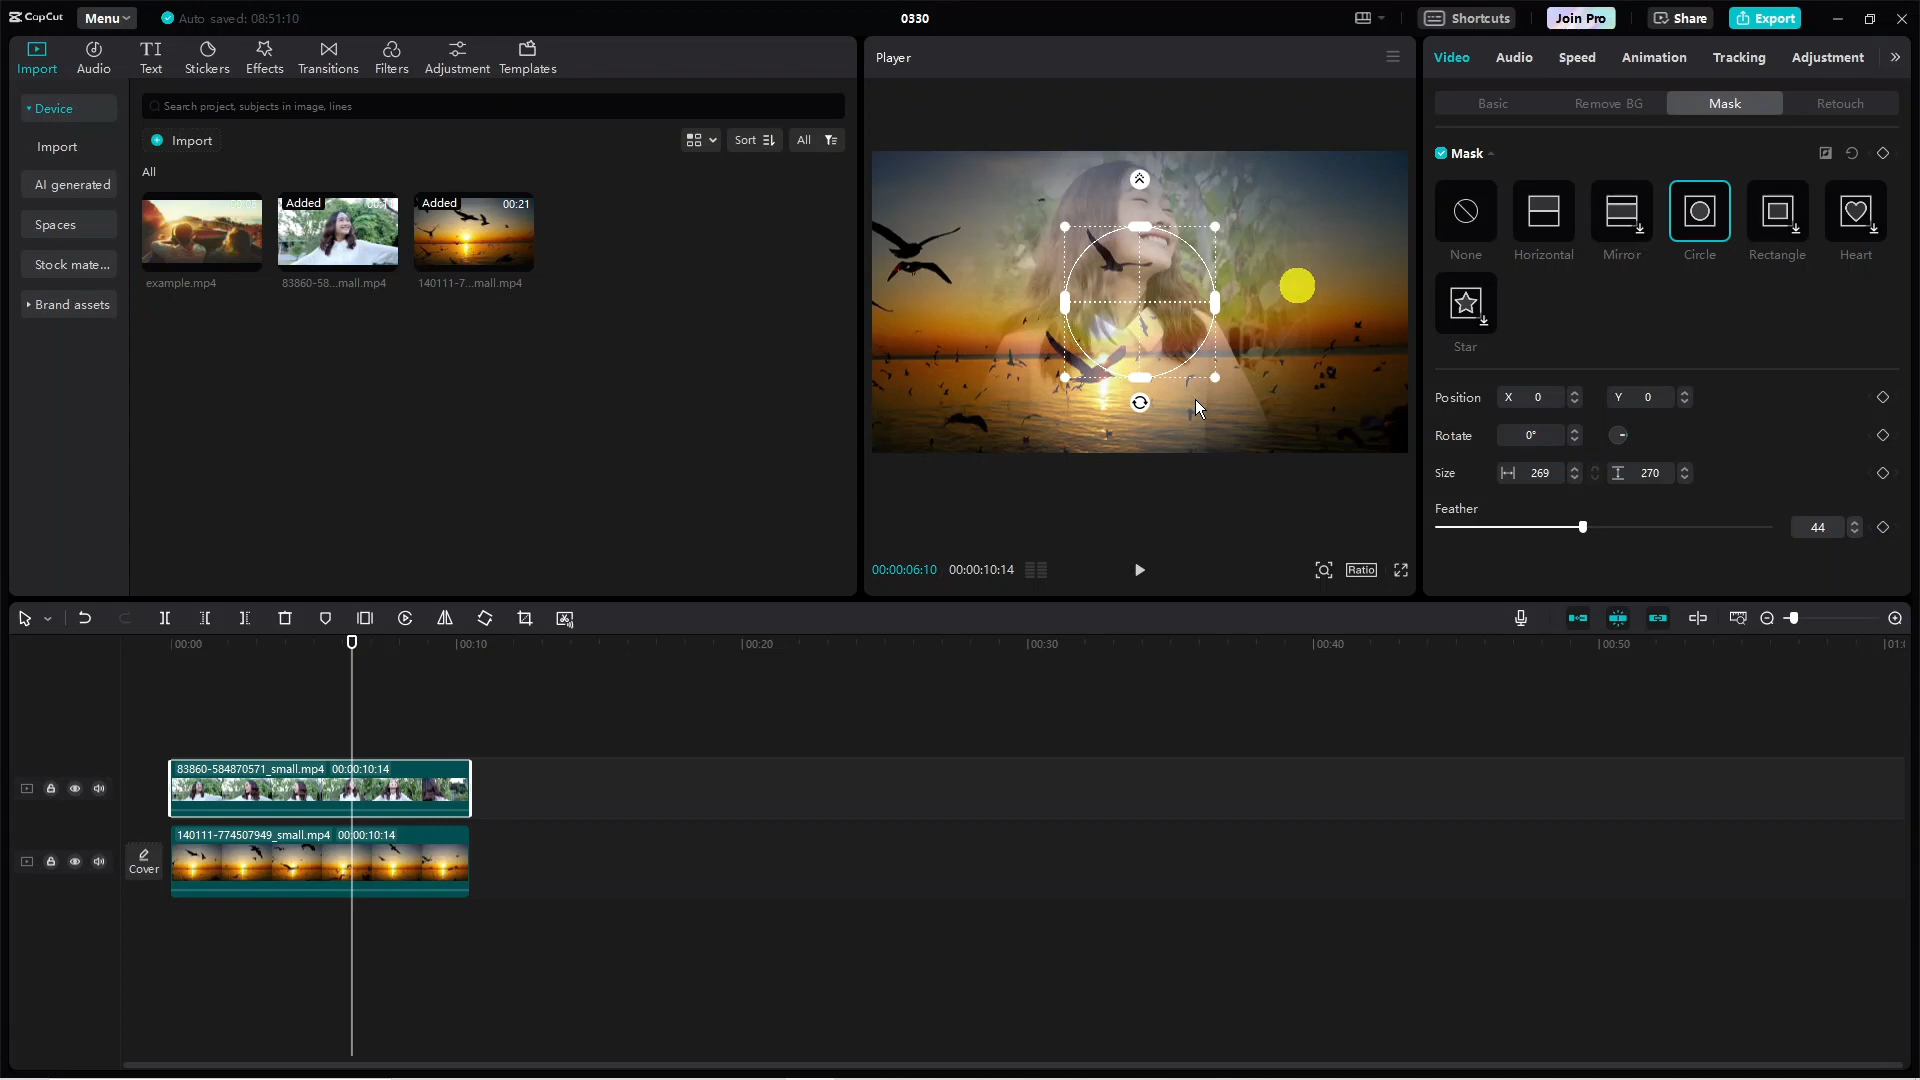 CapCut
Menu
Auto saved: 08:51:10
0330
Shortcuts
Join Pro
Share
Export
Import
Audio
TI
Text
Stickers
Effects
Transitions
Filters
Adjustment
Templates
Device
Import
AI generated
Spaces
Stock mate...
Brand assets
Search project, subjects in image, lines
Import
Sort
All
All
Added
Added
00:21
example.mp4
83860-58...mall.mp4
140111-7...mall.mp4
Player
00:00:06:10
00:00:10:14
Ratio
Video
Audio
Speed
Animation
Tracking
Adjustment
Basic
Remove BG
Mask
Retouch
Mask
None
Horizontal
Mirror
Circle
Rectangle
Heart
Star
Position
X 0
Y 0
Rotate
0°
Size
269
270
Feather
44
00:00
00:10
00:20
00:30
00:40
00:50
83860-584870571_small.mp4 00:00:10:14
Cover
140111-774507949_small.mp4 00:00:10:14